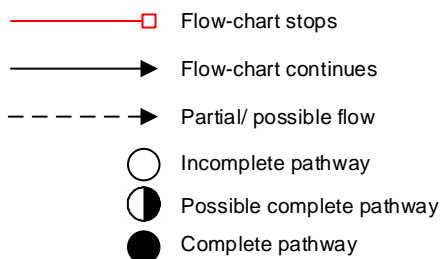 Flow-chart stops
Flow-chart continues
Partial/ possible flow
Incomplete pathway
Possible complete pathway
Complete pathway